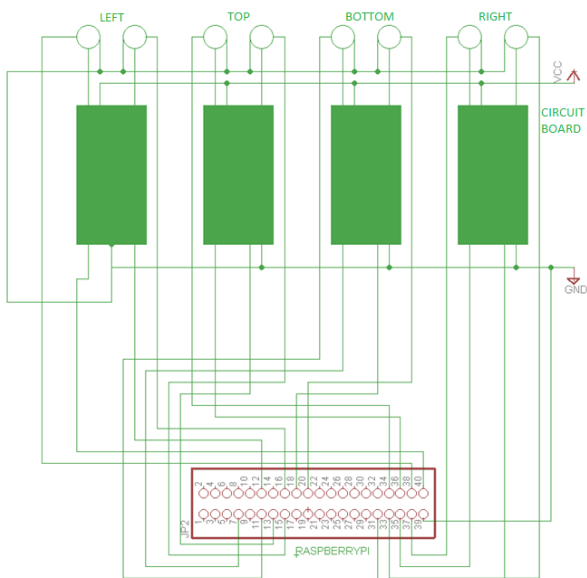 LEFT
TOP
BOTTOM
RIGHT
VCC
CIRCUIT
BOARD
GND
2 4 6 8 10 12 14 16 18 20 22 24 26 28 30 32 34 36 38 40
JP2
1 3 5 7 9 11 13 15 17 19 21 23 25 27 29 31 33 35 37 39
RASPBERRYPI